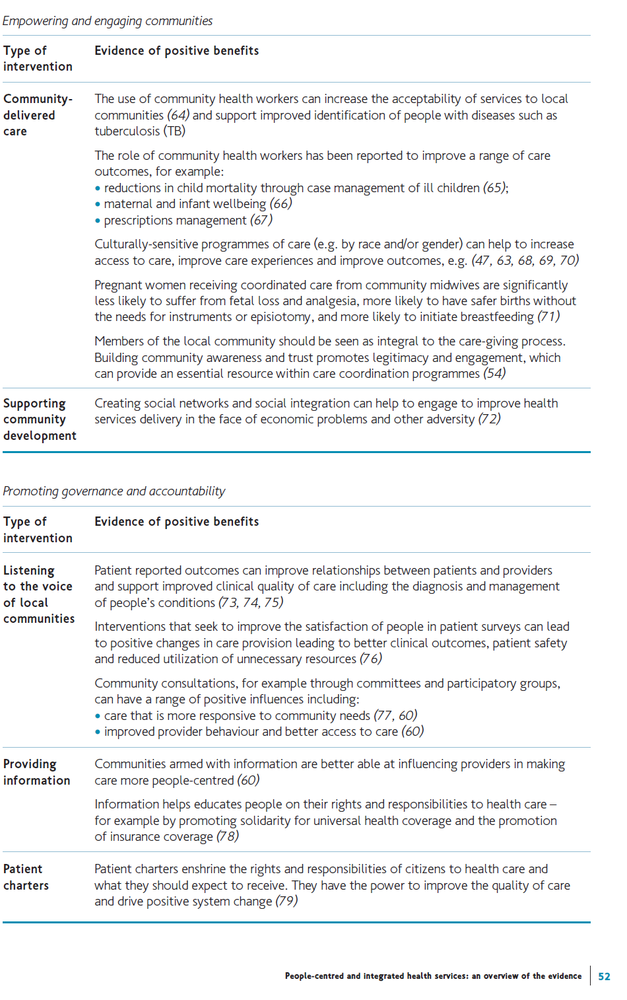 Empowering and engaging communities
Type of
intervention
Evidence of positive benefits
Community-
delivered
care
The use of community health workers can increase the acceptability of services to local
communities (64) and support improved identification of people with diseases such as
tuberculosis (TB)
The role of community health workers has been reported to improve a range of care
outcomes, for example:
• reductions in child mortality through case management of ill children (65);
• maternal and infant wellbeing (66)
• prescriptions management (67)
Culturally-sensitive programmes of care (e.g. by race and/or gender) can help to increase
access to care, improve care experiences and improve outcomes, e.g. (47, 63, 68, 69, 70)
Pregnant women receiving coordinated care from community midwives are significantly
less likely to suffer from fetal loss and analgesia, more likely to have safer births without
the needs for instruments or episiotomy, and more likely to initiate breastfeeding (71)
Members of the local community should be seen as integral to the care-giving process.
Building community awareness and trust promotes legitimacy and engagement, which
can provide an essential resource within care coordination programmes (54)
Supporting
community
development
Creating social networks and social integration can help to engage to improve health
services delivery in the face of economic problems and other adversity (72)
Promoting governance and accountability
Type of
intervention
Evidence of positive benefits
Listening
to the voice
of local
communities
Patient reported outcomes can improve relationships between patients and providers
and support improved clinical quality of care including the diagnosis and management
of people's conditions (73, 74, 75)
Interventions that seek to improve the satisfaction of people in patient surveys can lead
to positive changes in care provision leading to better clinical outcomes, patient safety
and reduced utilization of unnecessary resources (76)
Community consultations, for example through committees and participatory groups,
can have a range of positive influences including:
• care that is more responsive to community needs (77, 60)
• improved provider behaviour and better access to care (60)
Providing
information
Communities armed with information are better able at influencing providers in making
care more people-centred (60)
Information helps educates people on their rights and responsibilities to health care –
for example by promoting solidarity for universal health coverage and the promotion
of insurance coverage (78)
Patient
charters
Patient charters enshrine the rights and responsibilities of citizens to health care and
what they should expect to receive. They have the power to improve the quality of care
and drive positive system change (79)
People-centred and integrated health services: an overview of the evidence 52